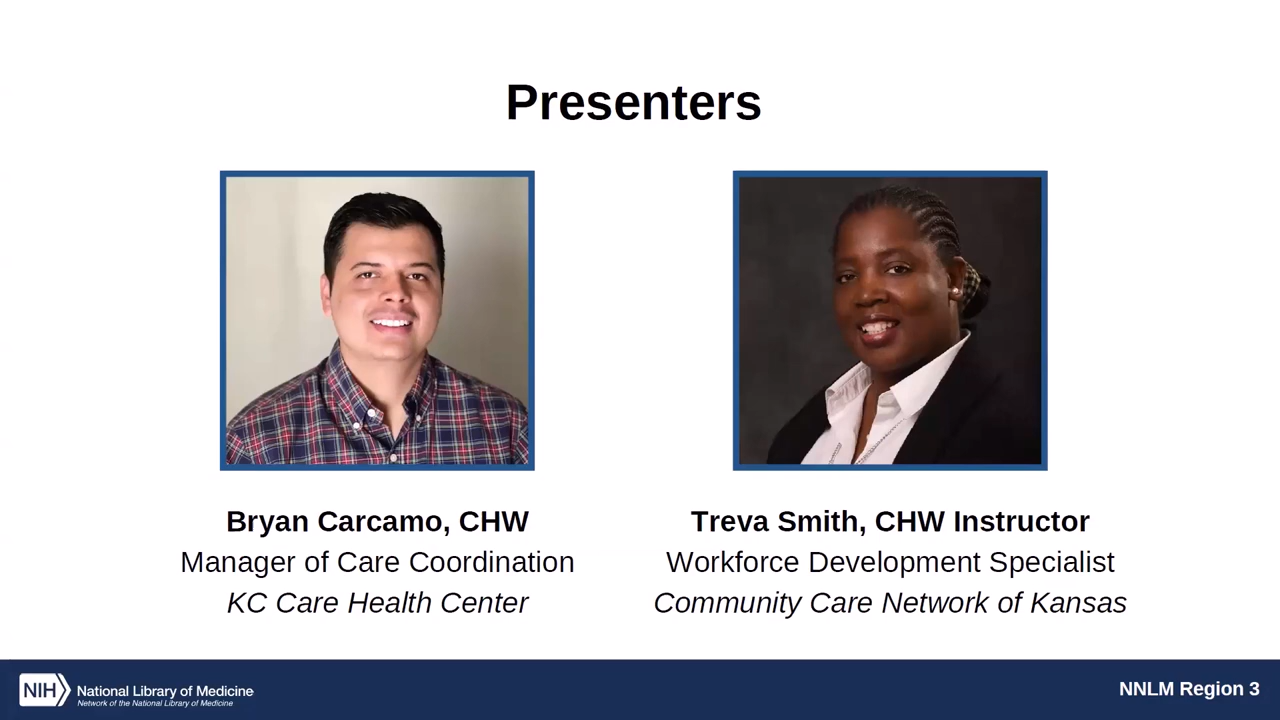 Presenters
Bryan Carcamo, CHW
Manager of Care Coordination
KC Care Health Center
Treva Smith, CHW Instructor
Workforce Development Specialist
Community Care Network of Kansas
NIH
National Library of Medicine
Network of the National Library of Medicine
NNLM Region 3